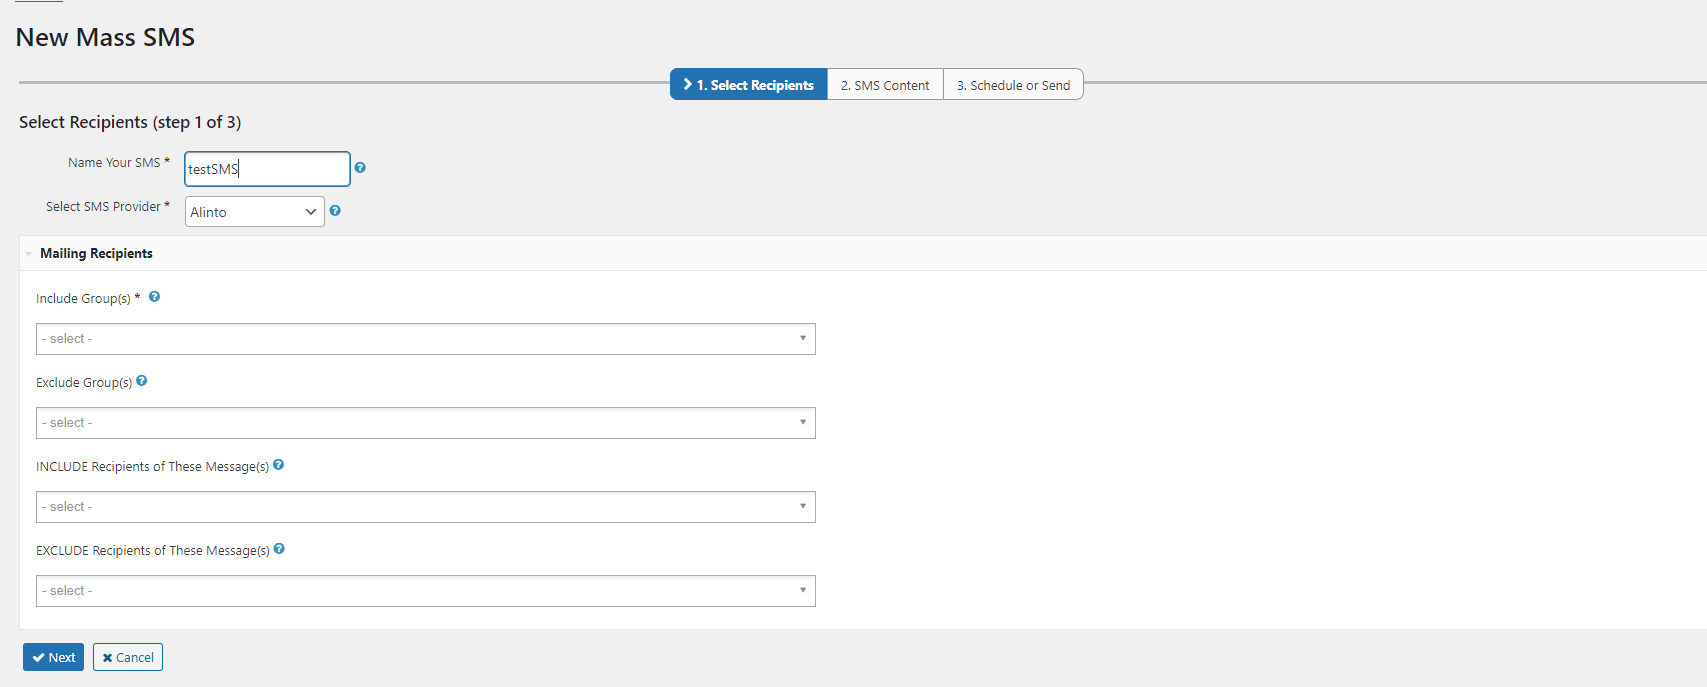 New Mass SMS
1. Select Recipients 2. SMS Content 3. Schedule or Send
Select Recipients (step 1 of 3)
Name Your SMS * testSMS
Select SMS Provider * Alinto
Mailing Recipients
Include Group(s) *
- select -
Exclude Group(s)
- select -
INCLUDE Recipients of These Message(s)
- select -
EXCLUDE Recipients of These Message(s)
- select -
Next Cancel